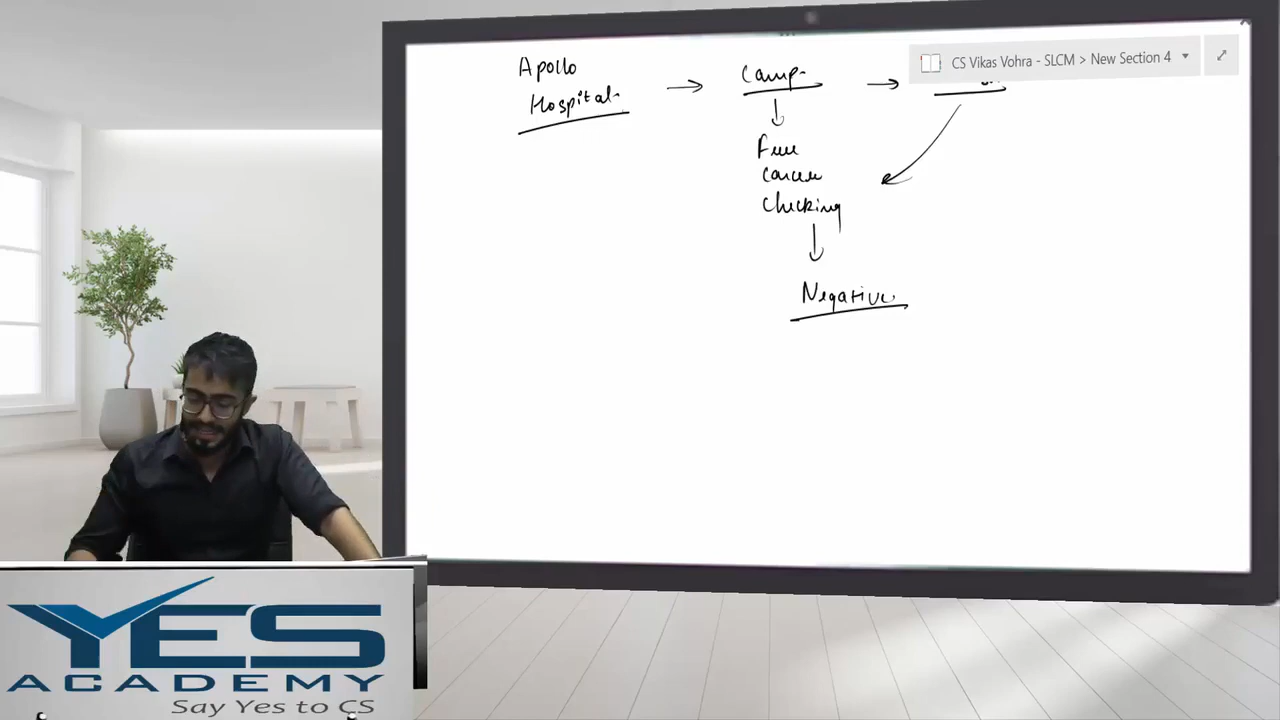 Apollo
Hospital
Camp
CS Vikas Vohra - SLCM > New Section 4
Free
Cancer
Checking
Negative
YES
ACADEMY
Say Yes to CS